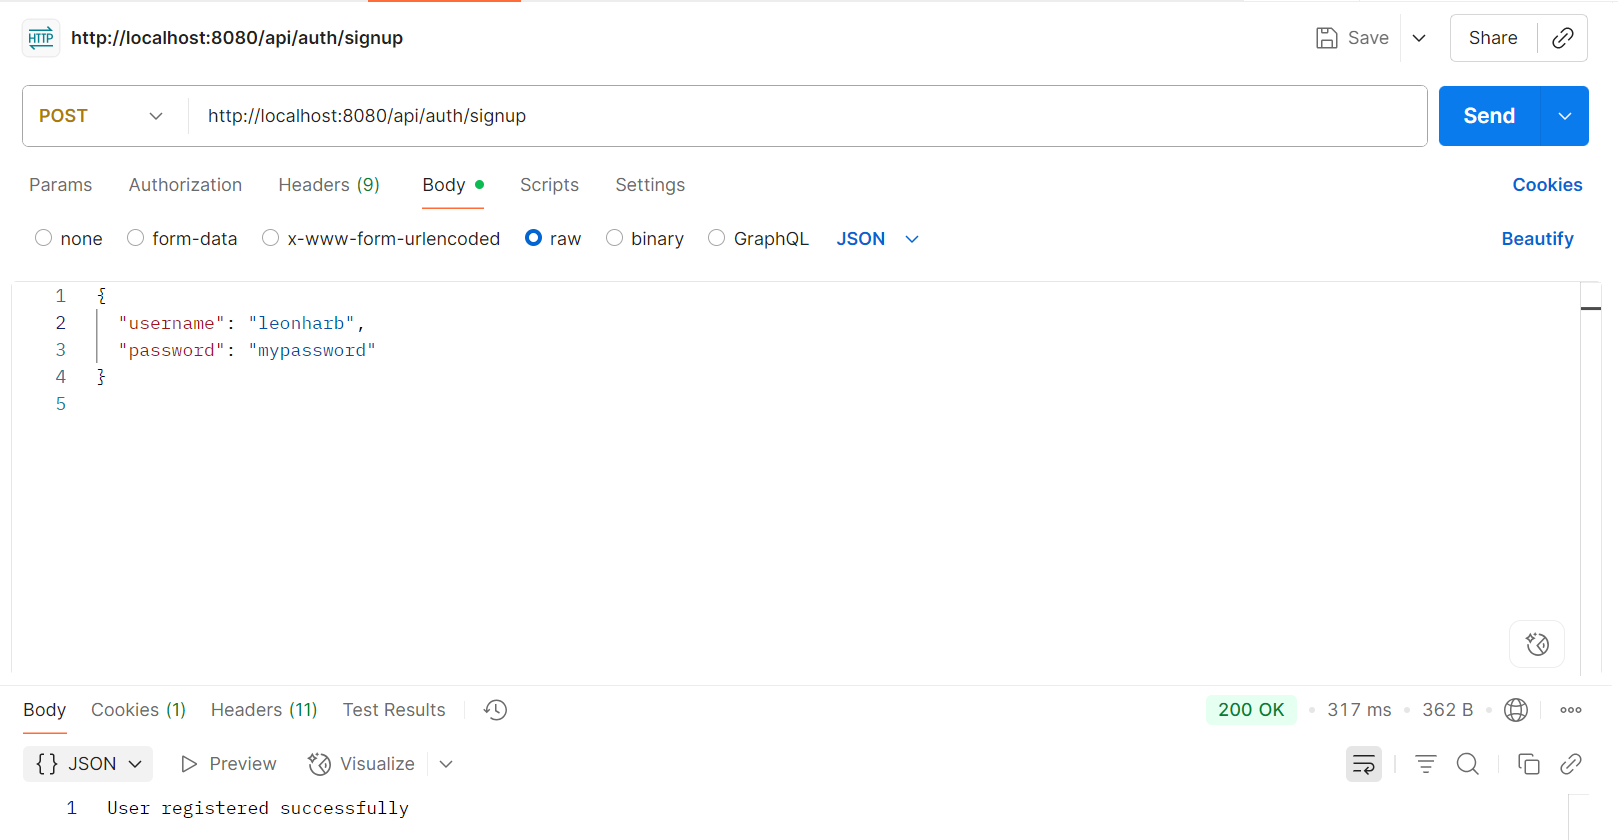 HTTP http://localhost:8080/api/auth/signup Save Share
POST http://localhost:8080/api/auth/signup Send
Params Authorization Headers (9) Body Scripts Settings Cookies
none form-data x-www-form-urlencoded raw binary GraphQL JSON Beautify
1 {
2 "username": "leonharb",
3 "password": "mypassword"
4 }
5
Body Cookies (1) Headers (11) Test Results 200 OK • 317 ms • 362 B
{} JSON Preview Visualize
1 User registered successfully